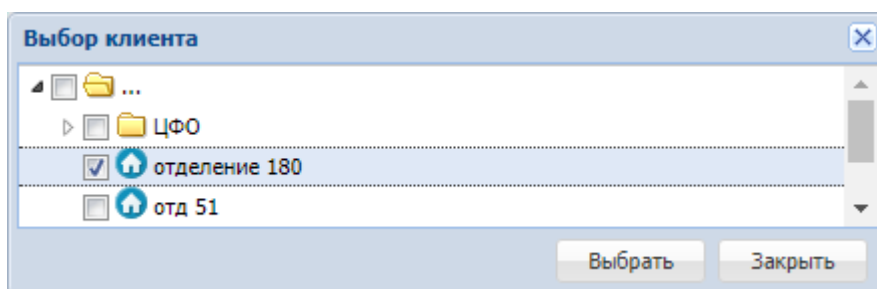 Выбор клиента
...
ЦФО
отделение 180
отд 51
Выбрать Закрыть